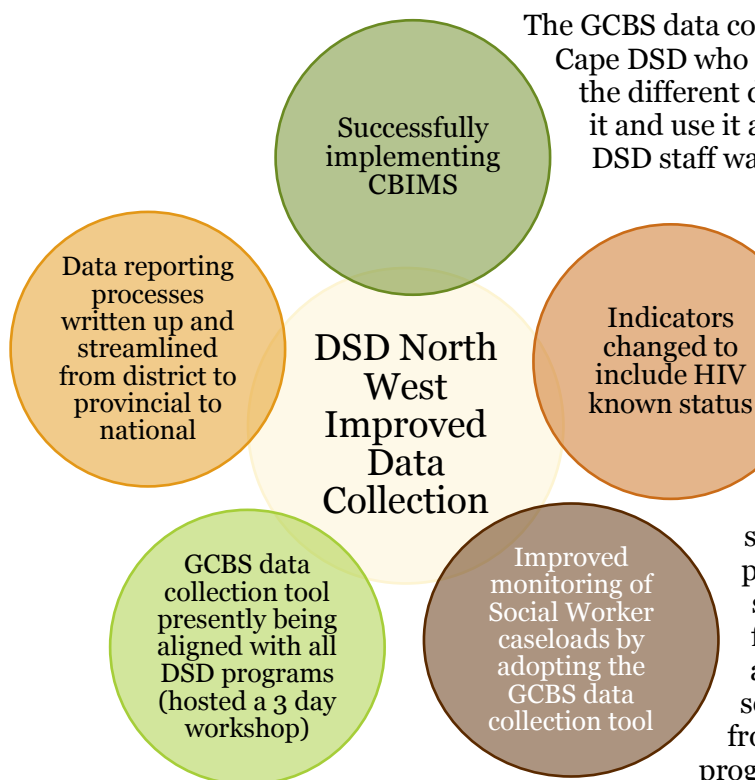 The GCBS data co
Cape DSD who
the different d
it and use it a
DSD staff wa
Successfully
implementing
CBIMS
Data reporting
processes
written up and
streamlined
from district to
provincial to
national
Indicators
changed to
include HIV
known status
DSD North
West
Improved
Data
Collection
GCBS data
collection tool
presently being
aligned with all
DSD programs
(hosted a 3 day
workshop)
Improved
monitoring of
Social Worker
caseloads by
adopting the
GCBS data
collection tool
s
p
s
f
a
so
fro
prog